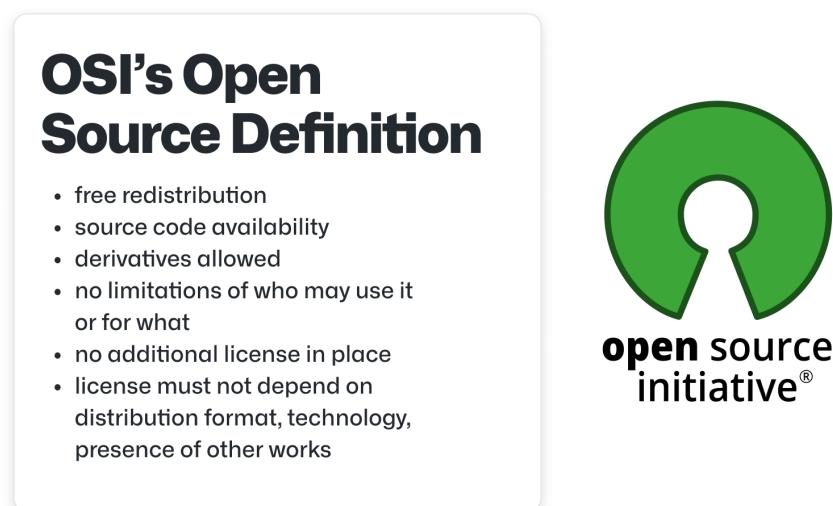 OSI’s Open
Source Definition
• free redistribution
• source code availability
• derivatives allowed
• no limitations of who may use it
or for what
• no additional license in place
• license must not depend on
distribution format, technology,
presence of other works
open source
initiative®